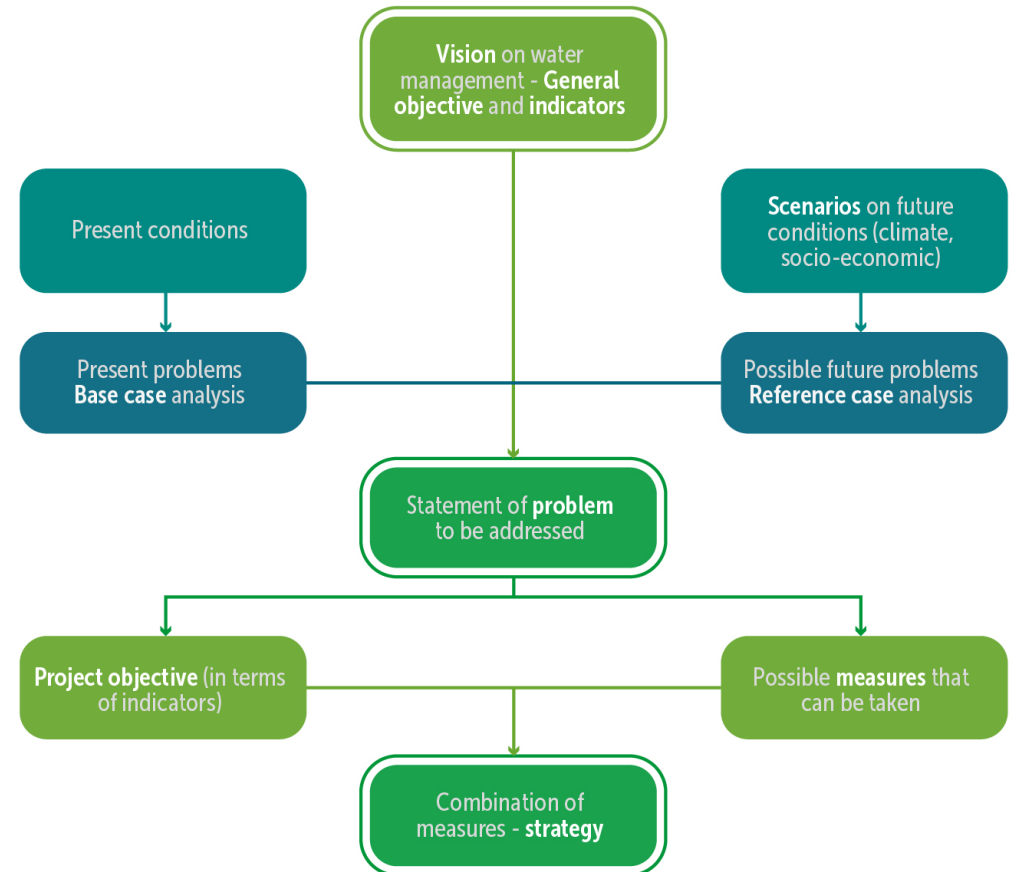 Vision on water
management - General
objective and indicators
Present conditions
Scenarios on future
conditions (climate,
socio-economic)
Present problems
Base case analysis
Possible future problems
Reference case analysis
Statement of problem
to be addressed
Project objective (in terms
of indicators)
Possible measures that
can be taken
Combination of
measures - strategy